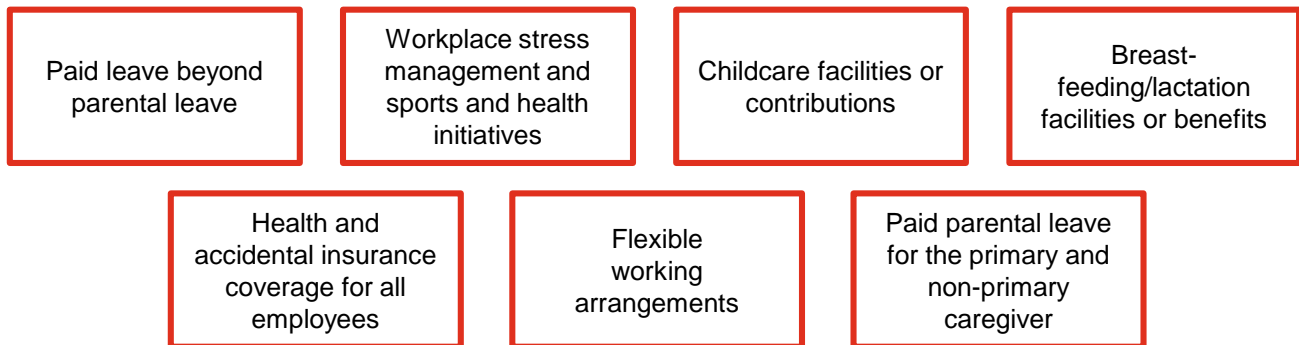 Paid leave beyond
parental leave
Workplace stress
management and
sports and health
initiatives
Childcare facilities or
contributions
Breast-
feeding/lactation
facilities or benefits
Health and
accidental insurance
coverage for all
employees
Flexible
working
arrangements
Paid parental leave
for the primary and
non-primary
caregiver